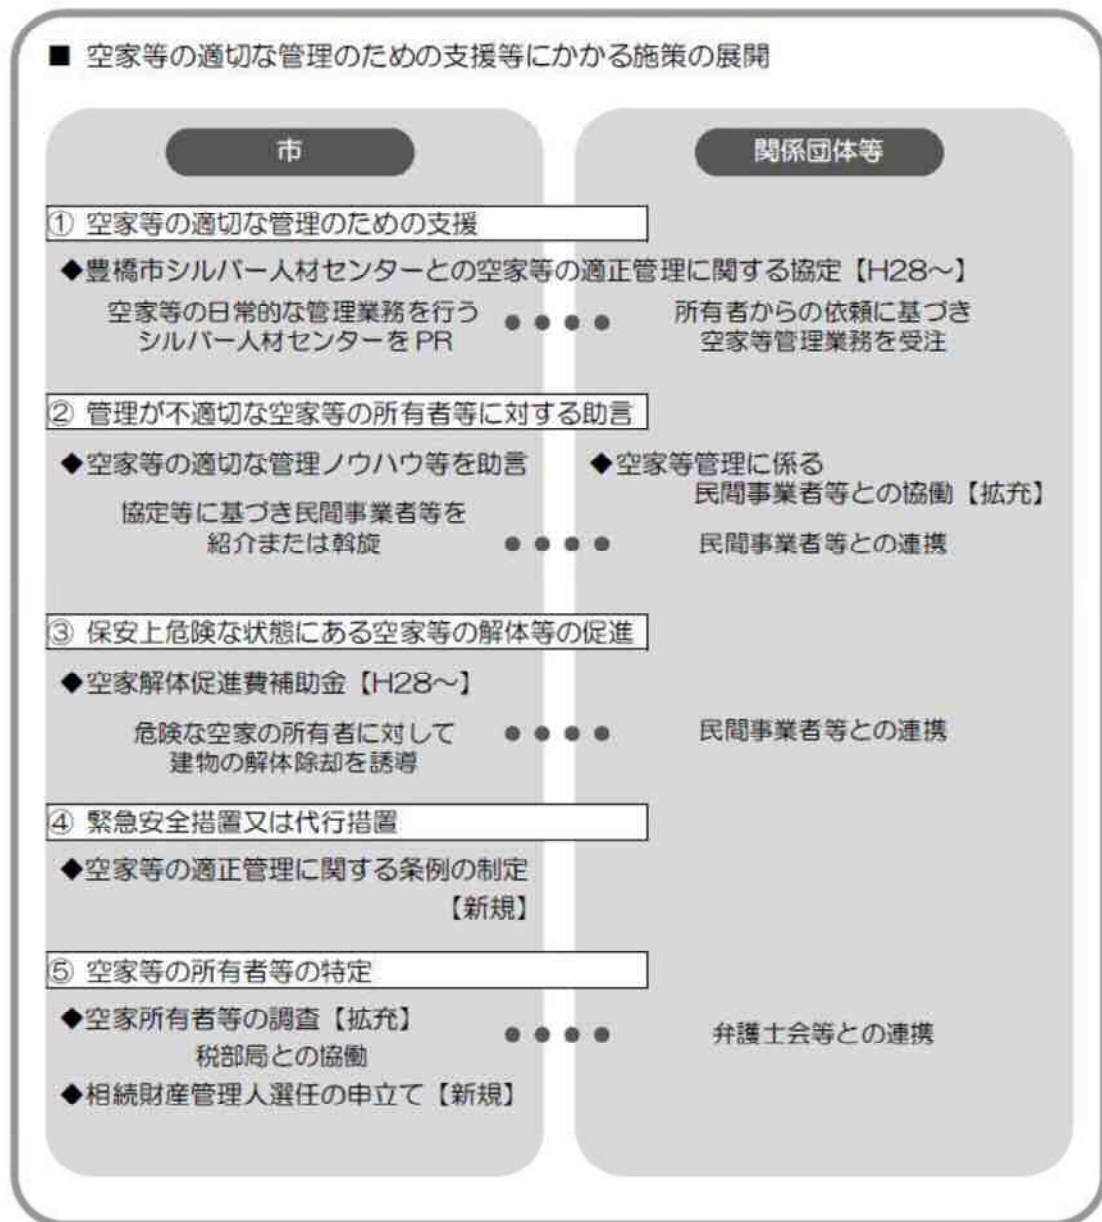 ■ 空家等の適切な管理のための支援等にかかる施策の展開
市
関係団体等
① 空家等の適切な管理のための支援
◆豊橋市シルバー人材センターとの空家等の適正管理に関する協定【H28～】
空家等の日常的な管理業務を行う
シルバー人材センターをPR
所有者からの依頼に基づき
空家等管理業務を受注
② 管理が不適切な空家等の所有者等に対する助言
◆空家等の適切な管理ノウハウ等を助言
協定等に基づき民間事業者等を
紹介または斡旋
◆空家等管理に係る
民間事業者等との協働【拡充】
民間事業者等との連携
③ 保安上危険な状態にある空家等の解体等の促進
◆空家解体促進費補助金【H28～】
危険な空家の所有者に対して
建物の解体除却を誘導
民間事業者等との連携
④ 緊急安全措置又は代行措置
◆空家等の適正管理に関する条例の制定
【新規】
⑤ 空家等の所有者等の特定
◆空家所有者等の調査【拡充】
税部局との協働
弁護士会等との連携
◆相続財産管理人選任の申立て【新規】